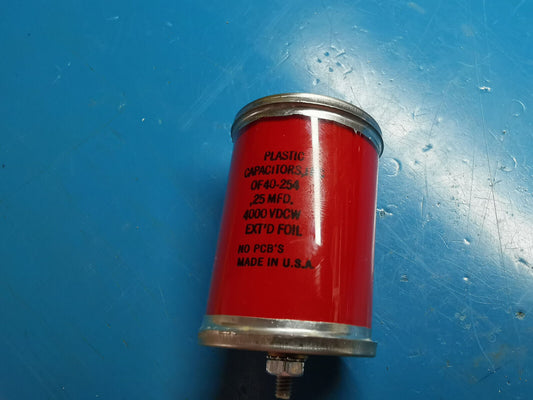 PLASTIC
CAPACITORS,
OF40-254
.25 MFD.
4000 VDCW
EXT'D FOIL
NO PCB'S
MADE IN U.S.A.